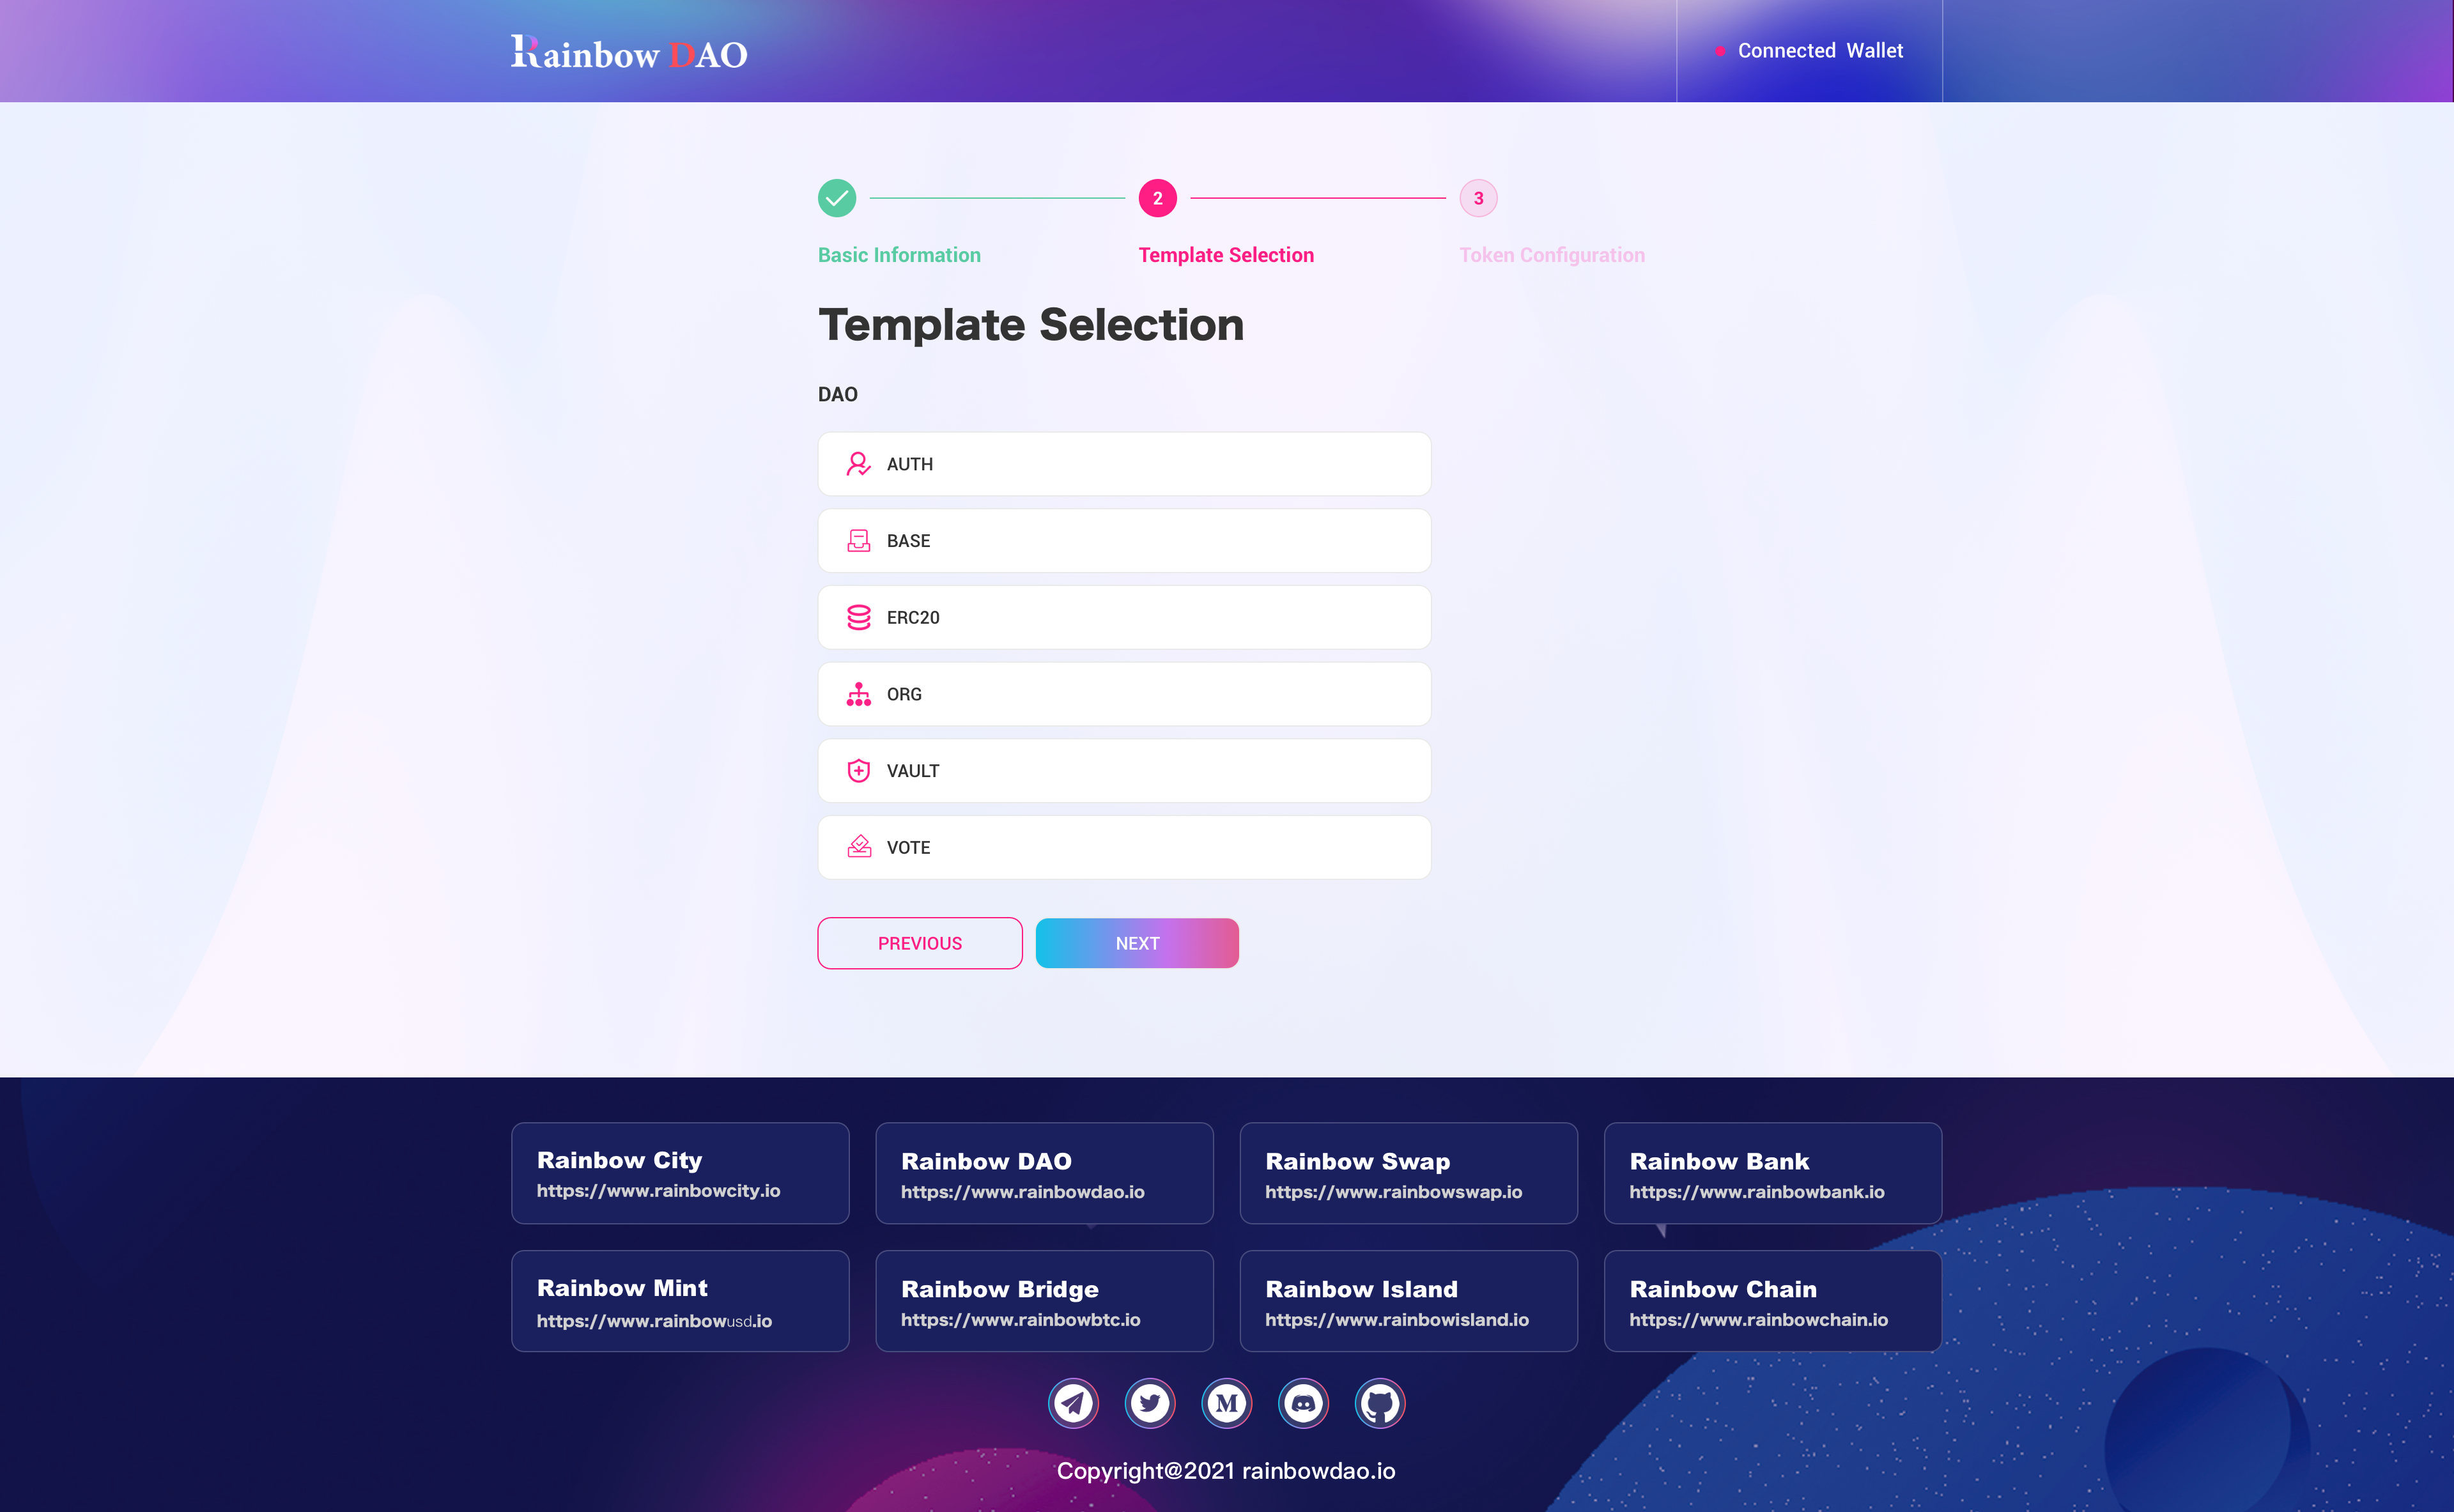 Rainbow DAO
Connected Wallet
2
3
Basic Information
Template Selection
Token Configuration
Template Selection
DAO
AUTH
BASE
ERC20
ORG
VAULT
VOTE
PREVIOUS
NEXT
Rainbow City
https://www.rainbowcity.io
Rainbow DAO
https://www.rainbowdao.io
Rainbow Swap
https://www.rainbowswap.io
Rainbow Bank
https://www.rainbowbank.io
Rainbow Mint
https://www.rainbowusd.io
Rainbow Bridge
https://www.rainbowbtc.io
Rainbow Island
https://www.rainbowisland.io
Rainbow Chain
https://www.rainbowchain.io
Copyright@2021 rainbowdao.io